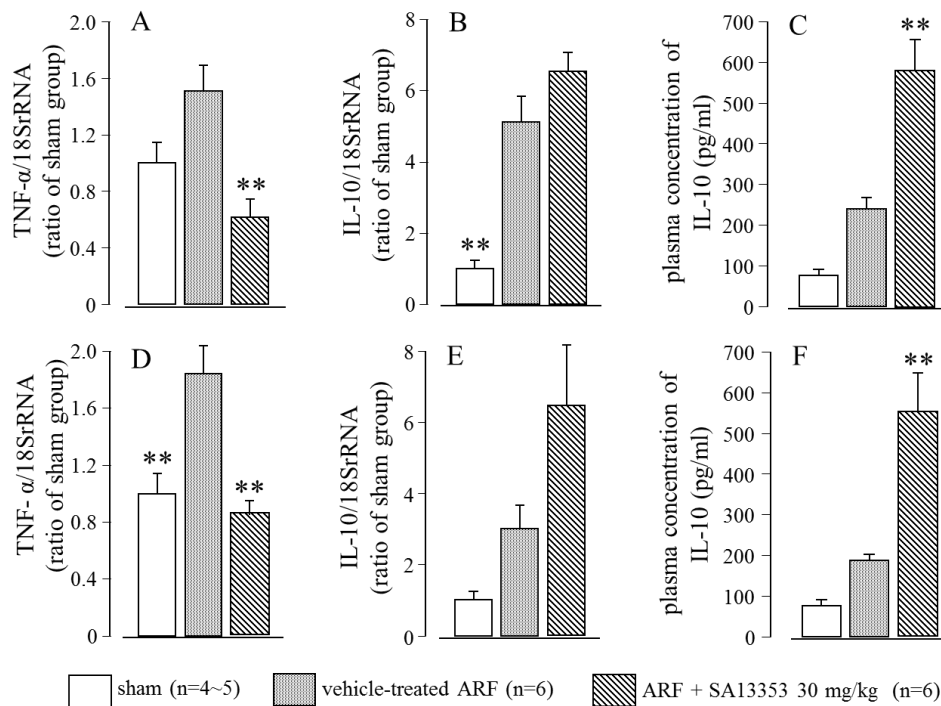 A
TNF-α/18SrRNA
(ratio of sham group)
2.0
1.6
1.2
0.8
0.4
0
**
B
IL-10/18SrRNA
(ratio of sham group)
8
6
4
2
0
**
C
plasma concentration of
IL-10 (pg/ml)
700
600
500
400
300
200
100
0
**
D
TNF- α/18SrRNA
(ratio of sham group)
2.0
1.6
1.2
0.8
0.4
0
**
**
E
IL-10/18SrRNA
(ratio of sham group)
8
6
4
2
0
F
plasma concentration of
IL-10 (pg/ml)
700
600
500
400
300
200
100
0
**
sham (n=4~5)
vehicle-treated ARF (n=6)
ARF + SA13353 30 mg/kg (n=6)